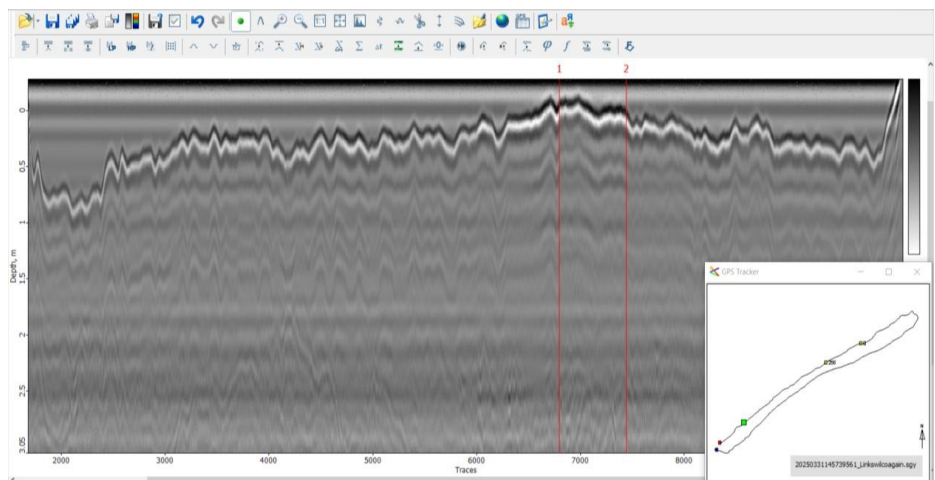 1 2
0
0.5
1
1.5
2
2.5
3.05
Depth, m
2000 3000 4000 5000 6000 7000 8000
Traces
GPS Tracker
N
20250331145739561_Linkswilcoagain.sgy